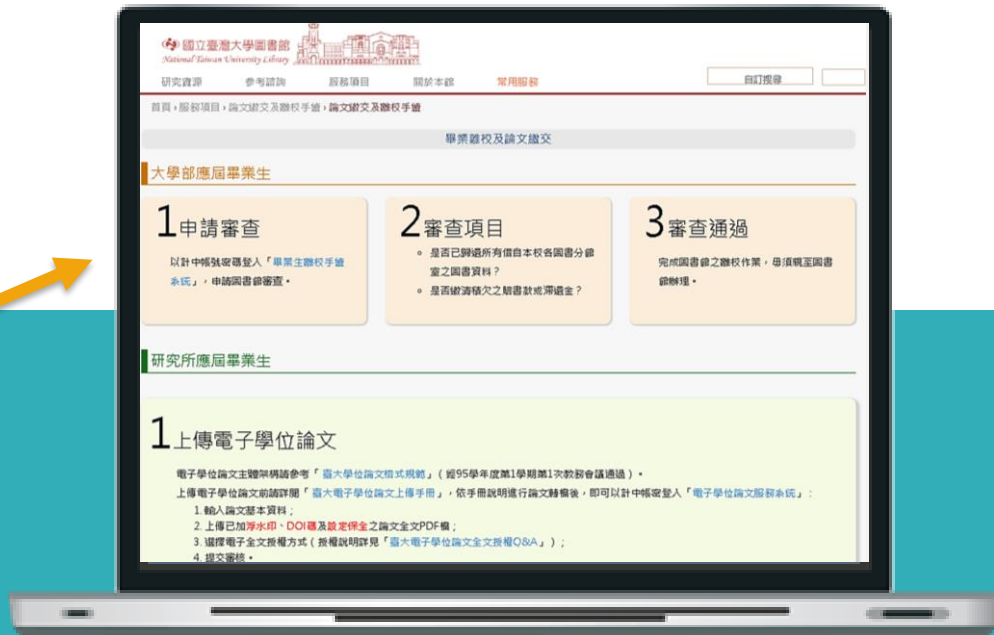 國立臺灣大學圖書館
National Taiwan University Library
研究資源 參考諮詢 服務項目 關於本館 常用服務 自訂搜尋
首頁›服務項目›論文繳交及離校手續›論文繳交及離校手續
畢業離校及論文繳交
大學部應屆畢業生
1申請審查
以計中帳號密碼登入「畢業生離校手續
系統」，申請圖書館審查。
2審查項目
是否已歸還所有借自本校各圖書分館
室之圖書資料？
是否繳清積欠之賠書款或滯還金？
3審查通過
完成圖書館之離校作業，毋須親至圖書
館辦理。
研究所應屆畢業生
1上傳電子學位論文
電子學位論文主體架構請參考「臺大學位論文格式規範」（經95學年度第1學期第1次教務會議通過）。
上傳電子學位論文前請詳閱「臺大電子學位論文上傳手冊」，依手冊說明進行論文轉檔後，即可以計中帳密登入「電子學位論文服務系統」：
1. 輸入論文基本資料；
2. 上傳已加浮水印、DOI碼及設定保全之論文全文PDF檔；
3. 選擇電子全文授權方式（授權說明詳見「臺大電子學位論文全文授權Q&A」）；
4. 提交審核。